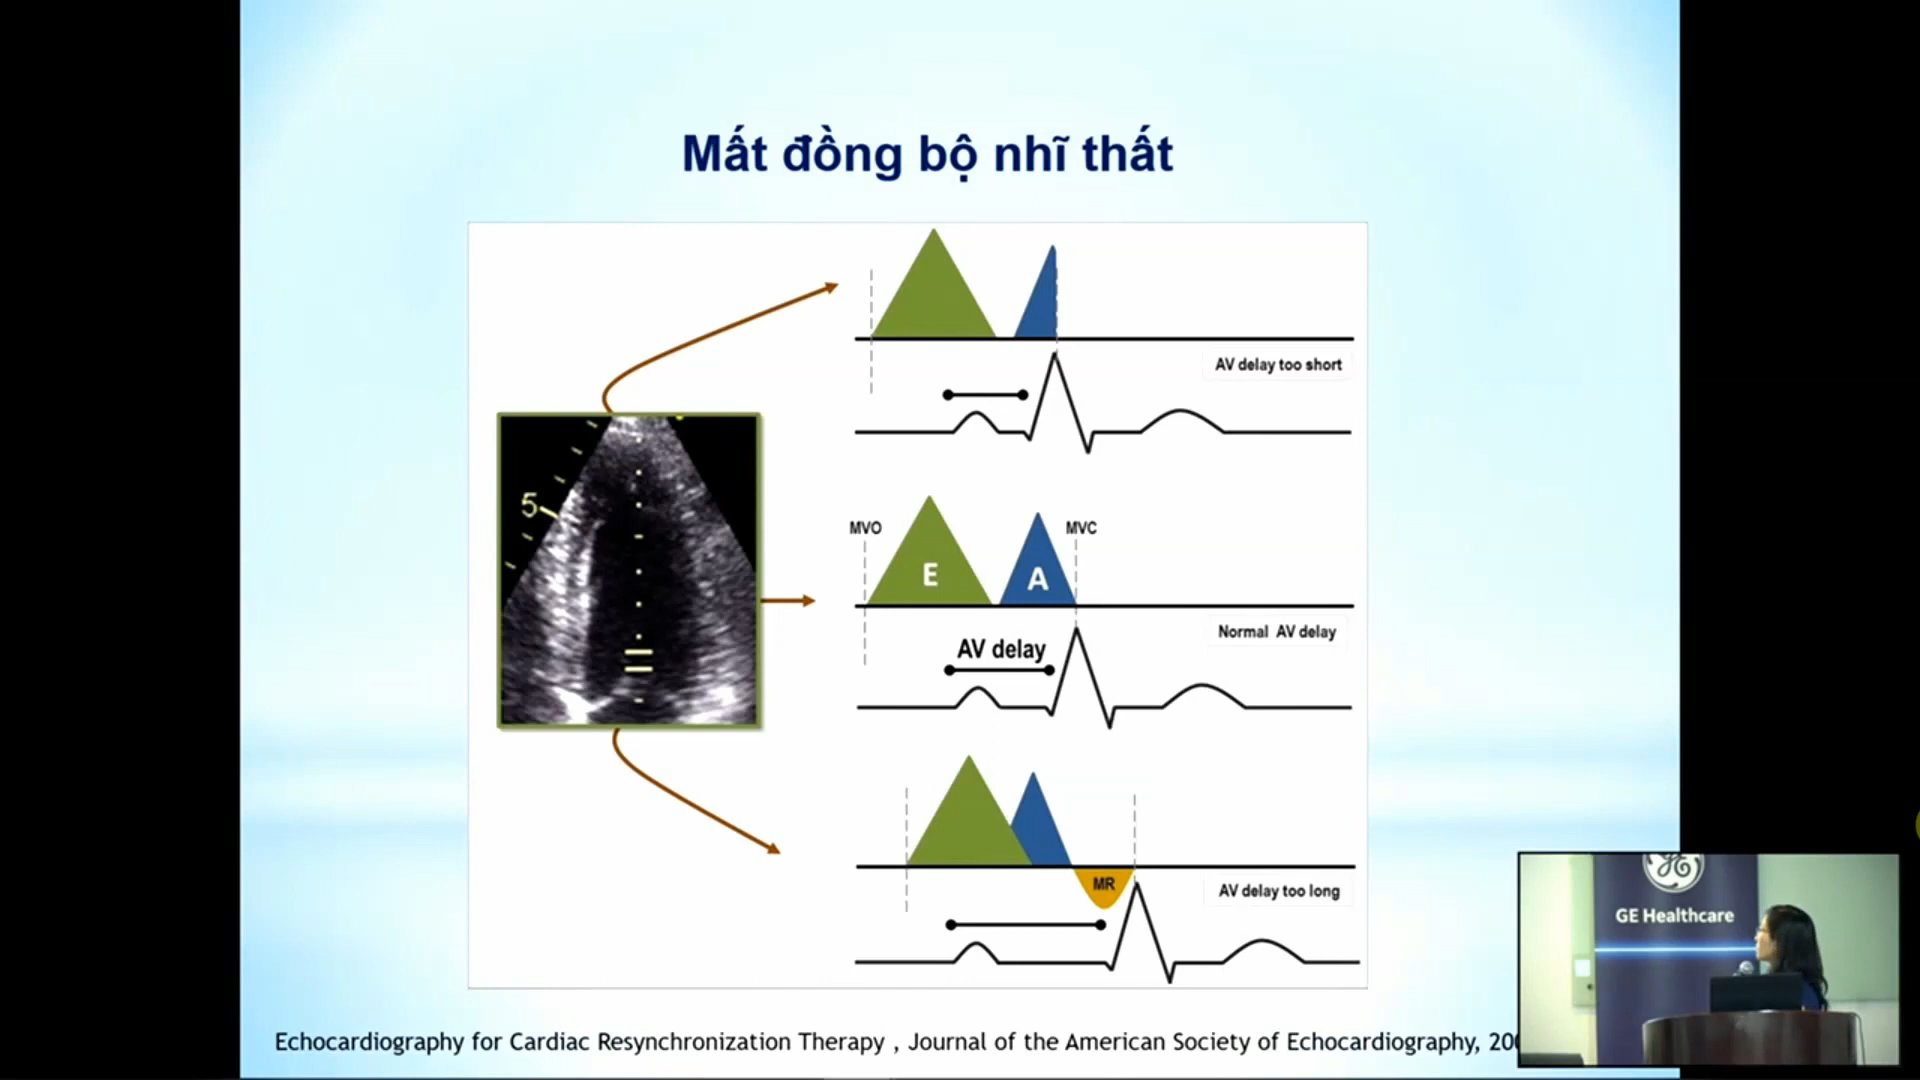 Mất đồng bộ nhĩ thất
AV delay too short
5
MVO
MVC
E
A
Normal AV delay
AV delay
MR
AV delay too long
GE Healthcare
Echocardiography for Cardiac Resynchronization Therapy , Journal of the American Society of Echocardiography,